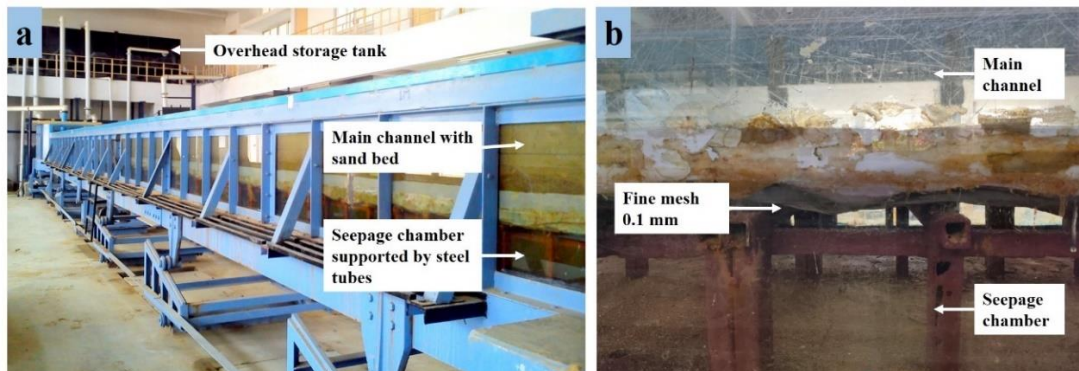 a
Overhead storage tank
Main channel with
sand bed
Seepage chamber
supported by steel
tubes
b
Main
channel
Fine mesh
0.1 mm
Seepage
chamber